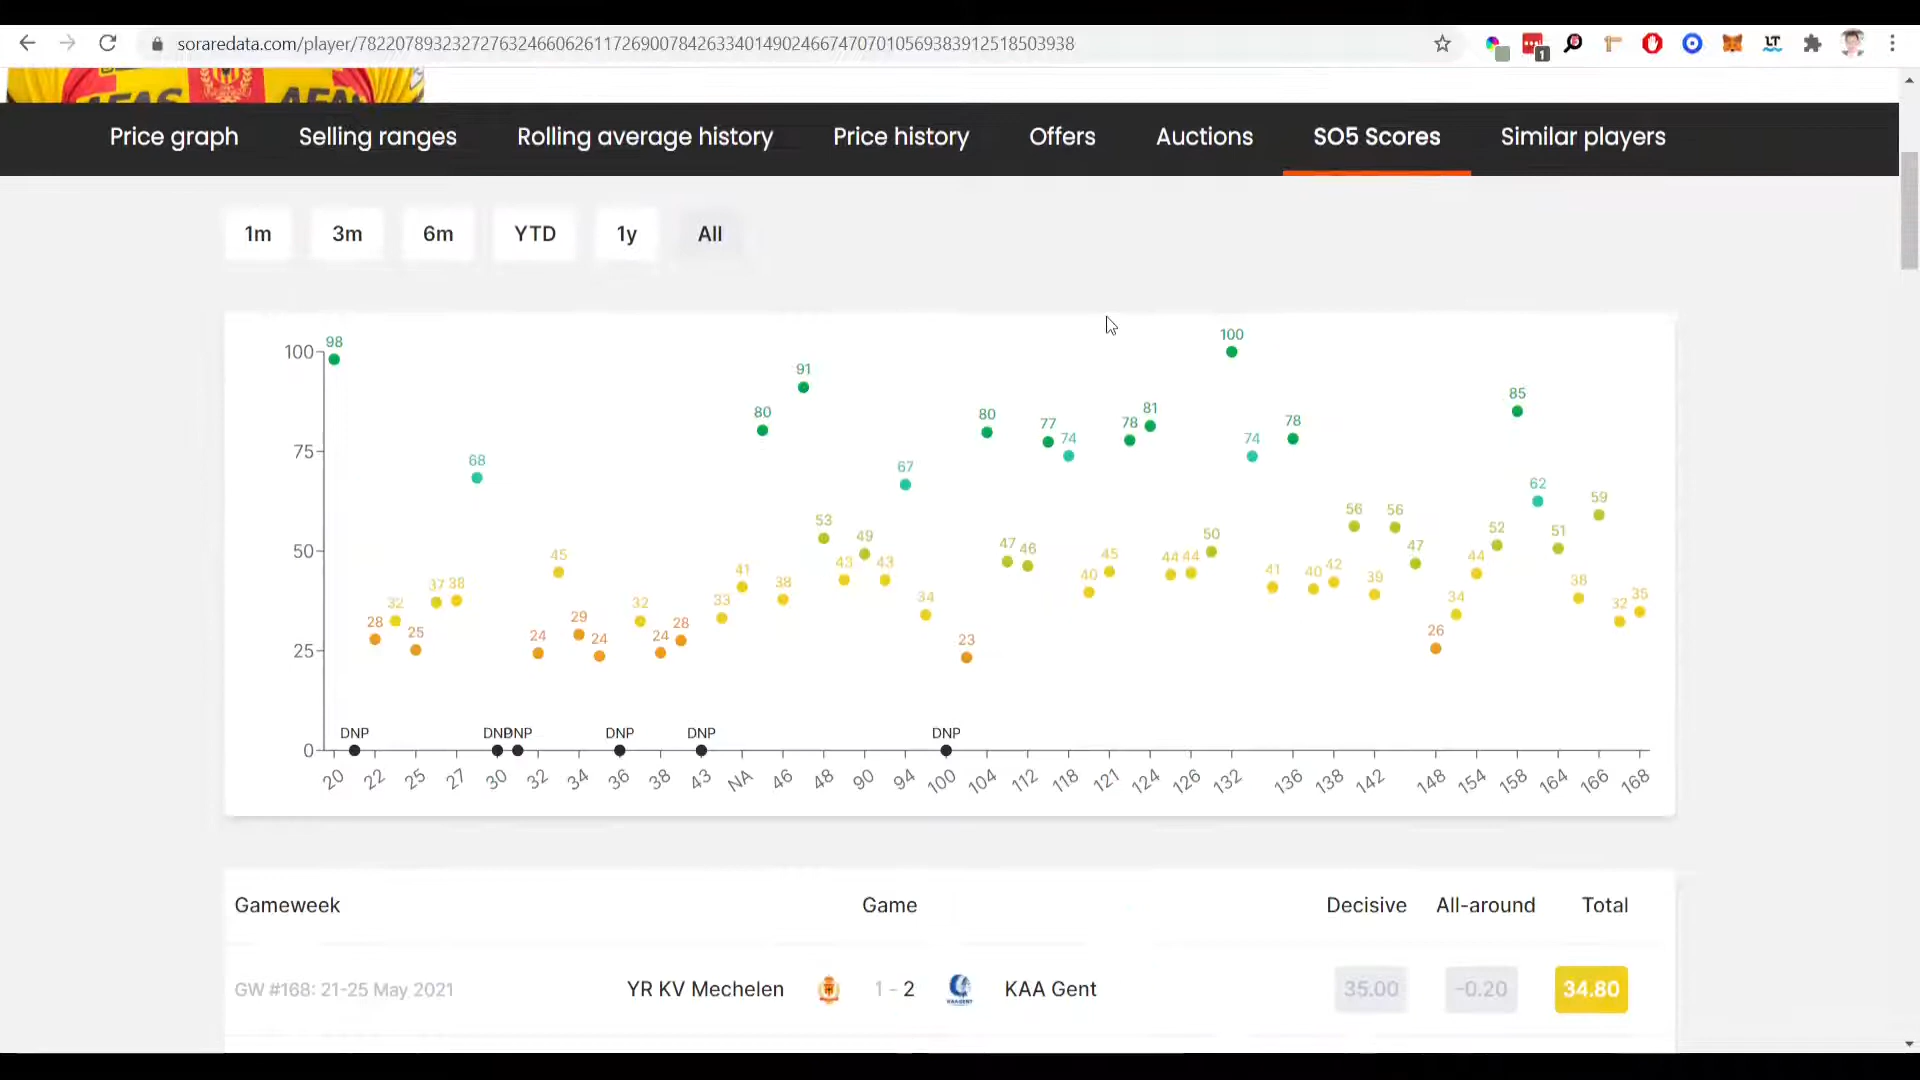 soraredata.com/player/78220789323272763246606261172690078426334014902466747070105693839125185​03938
1
LT
AFAS AFA
Price graph Selling ranges Rolling average history Price history Offers Auctions SO5 Scores Similar players
1m 3m 6m YTD 1y All
100
75
50
25
0
98 28 32 25 37 38 68 45 24 29 24 32 24 28 33 41 80 38 91 53 43 49 43 67 34 23 80 47 46 77 74 40 45 78 81 44 44 50 100 74 41 78 40 42 56 39 56 47 26 34 44 52 85 62 51 38 59 32 35
DNP DNP DNP DNP DNP DNP
20 22 25 27 30 32 34 36 38 43 NA 46 48 90 94 100 104 112 118 121 124 126 132 136 138 142 148 154 158 164 166 168
Gameweek Game Decisive All-around Total
GW #168: 21-25 May 2021 YR KV Mechelen 1 - 2 KAA Gent 35.00 -0.20 34.80